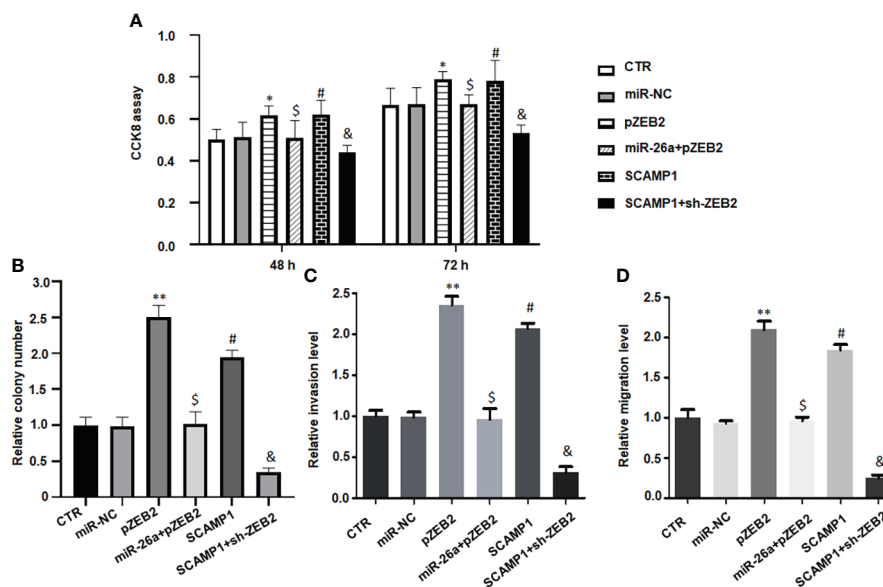 A
CCK8 assay
1.0
0.8
0.6
0.4
0.2
0.0
*
$
#
&
*
$
#
&
48 h
72 h
CTR
miR-NC
pZEB2
miR-26a+pZEB2
SCAMP1
SCAMP1+sh-ZEB2
B
Relative colony number
3.0
2.5
2.0
1.5
1.0
0.5
0
**
$
#
&
CTR
miR-NC
pZEB2
miR-26a+pZEB2
SCAMP1
SCAMP1+sh-ZEB2
C
Relative invasion level
2.5
2.0
1.5
1.0
0.5
0.0
**
$
#
&
CTR
miR-NC
pZEB2
miR-26a+pZEB2
SCAMP1
SCAMP1+sh-ZEB2
D
Relative migration level
2.5
2.0
1.5
1.0
0.5
0.0
**
$
#
&
CTR
miR-NC
pZEB2
miR-26a+pZEB2
SCAMP1
SCAMP1+sh-ZEB2